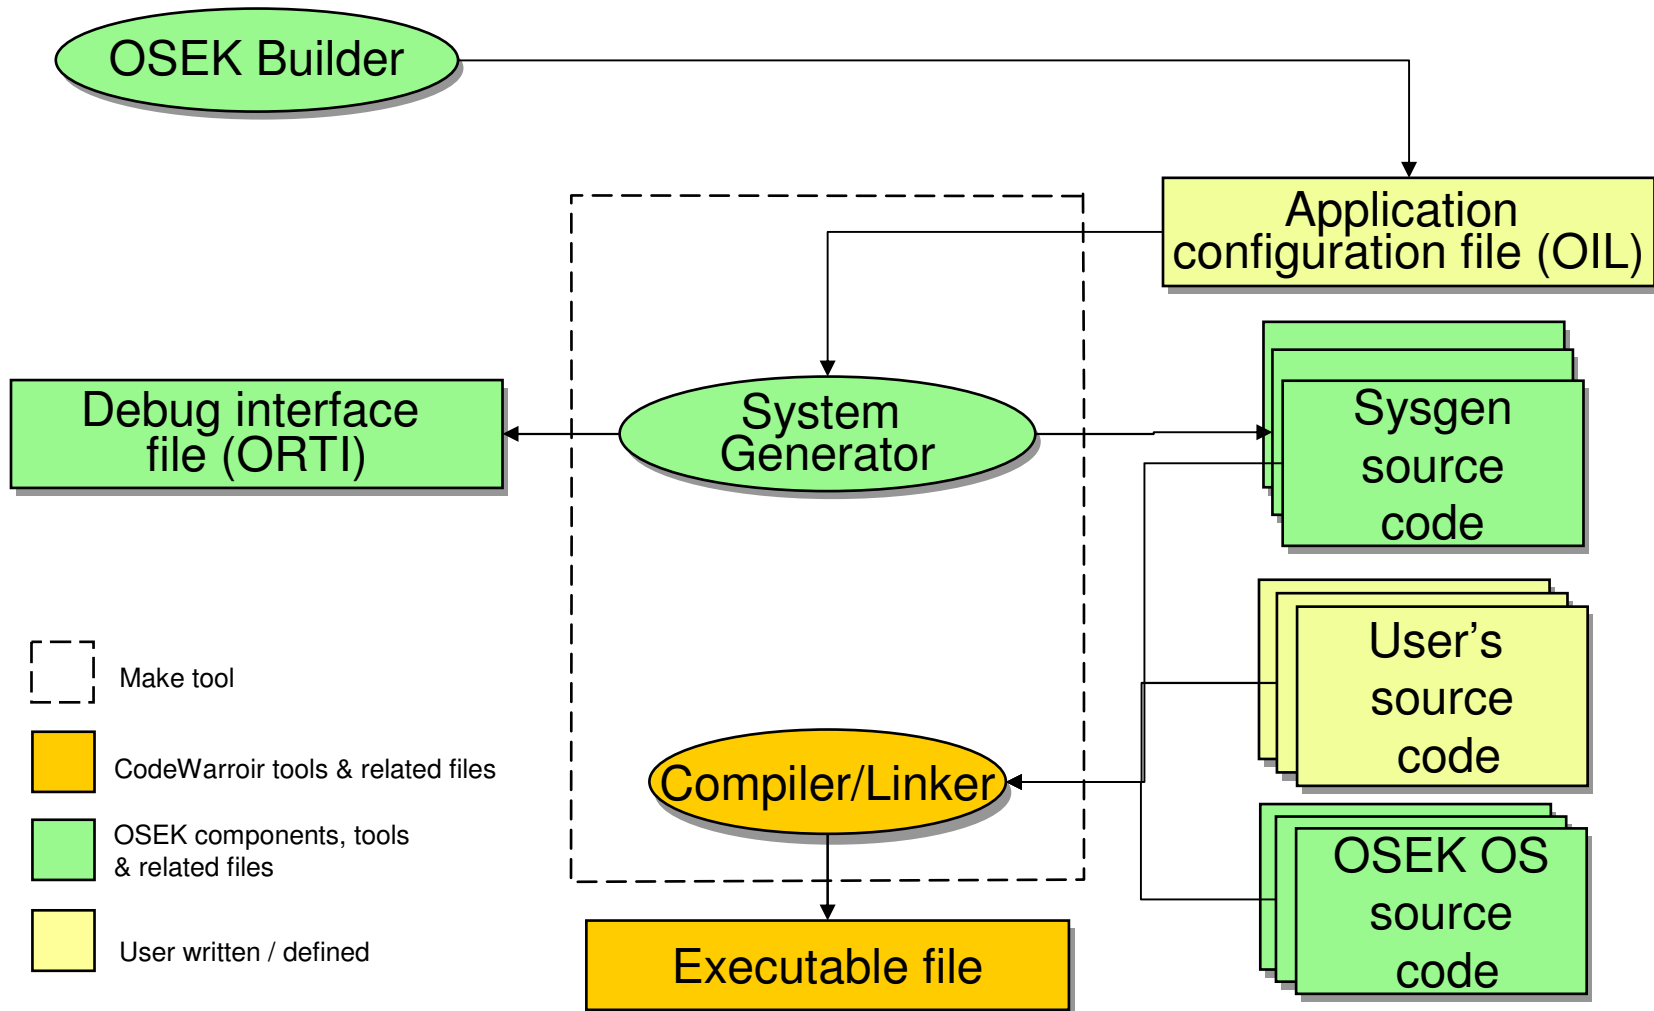 OSEK Builder
Application
configuration file (OIL)
Debug interface
file (ORTI)
System
Generator
Sysgen
source
code
User’s
source
code
Make tool
CodeWarroir tools & related files
Compiler/Linker
OSEK components, tools
& related files
OSEK OS
source
code
User written / defined
Executable file